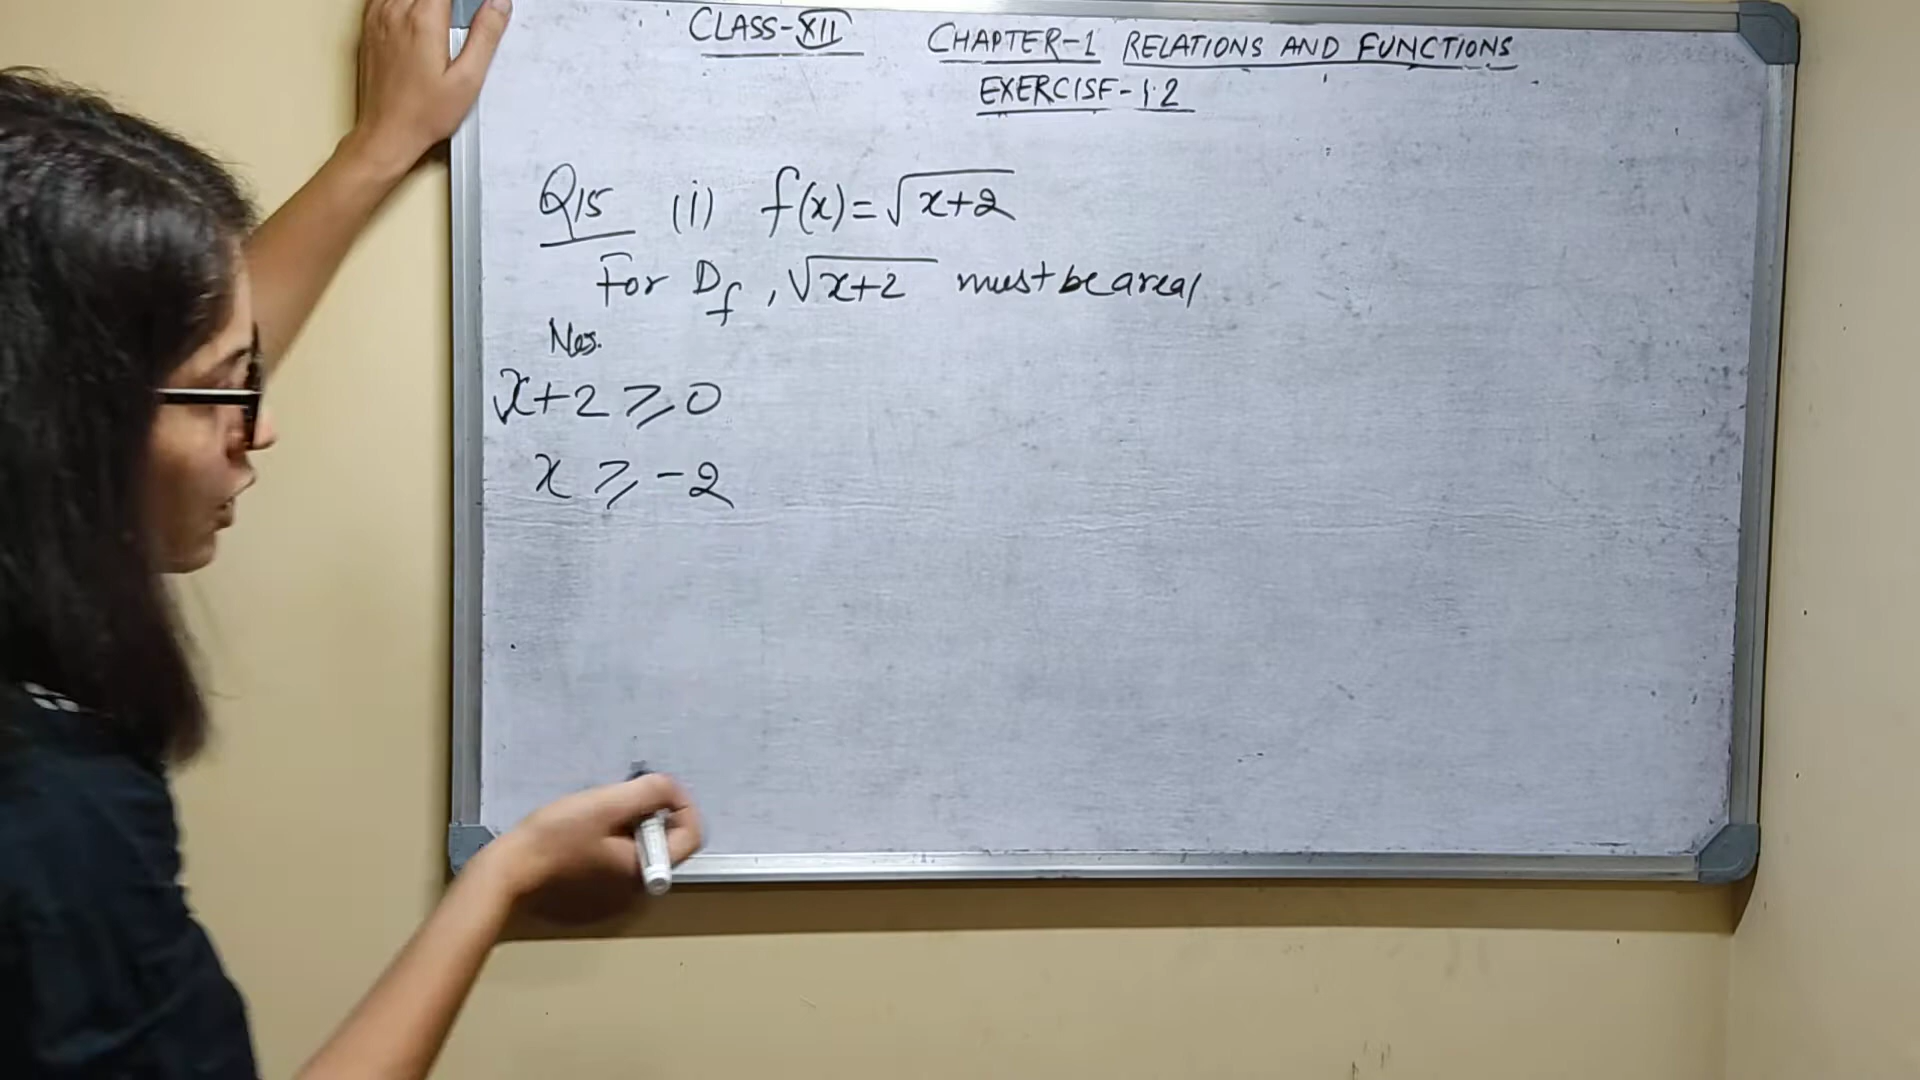 CLASS-XII CHAPTER-1 RELATIONS AND FUNCTIONS
EXERCISE-1.2
Q15 (i) f(x)=√x+2
For Df, √x+2 must be a real
x+2 ⩾ 0
x ⩾ -2